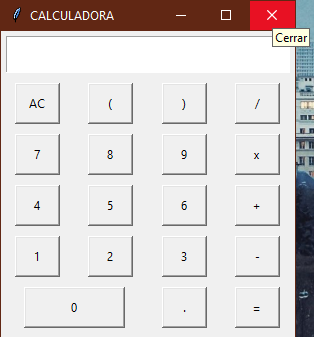 CALCULADORA
Cerrar
AC ( ) /
7 8 9 x
4 5 6 +
1 2 3 -
0 . =